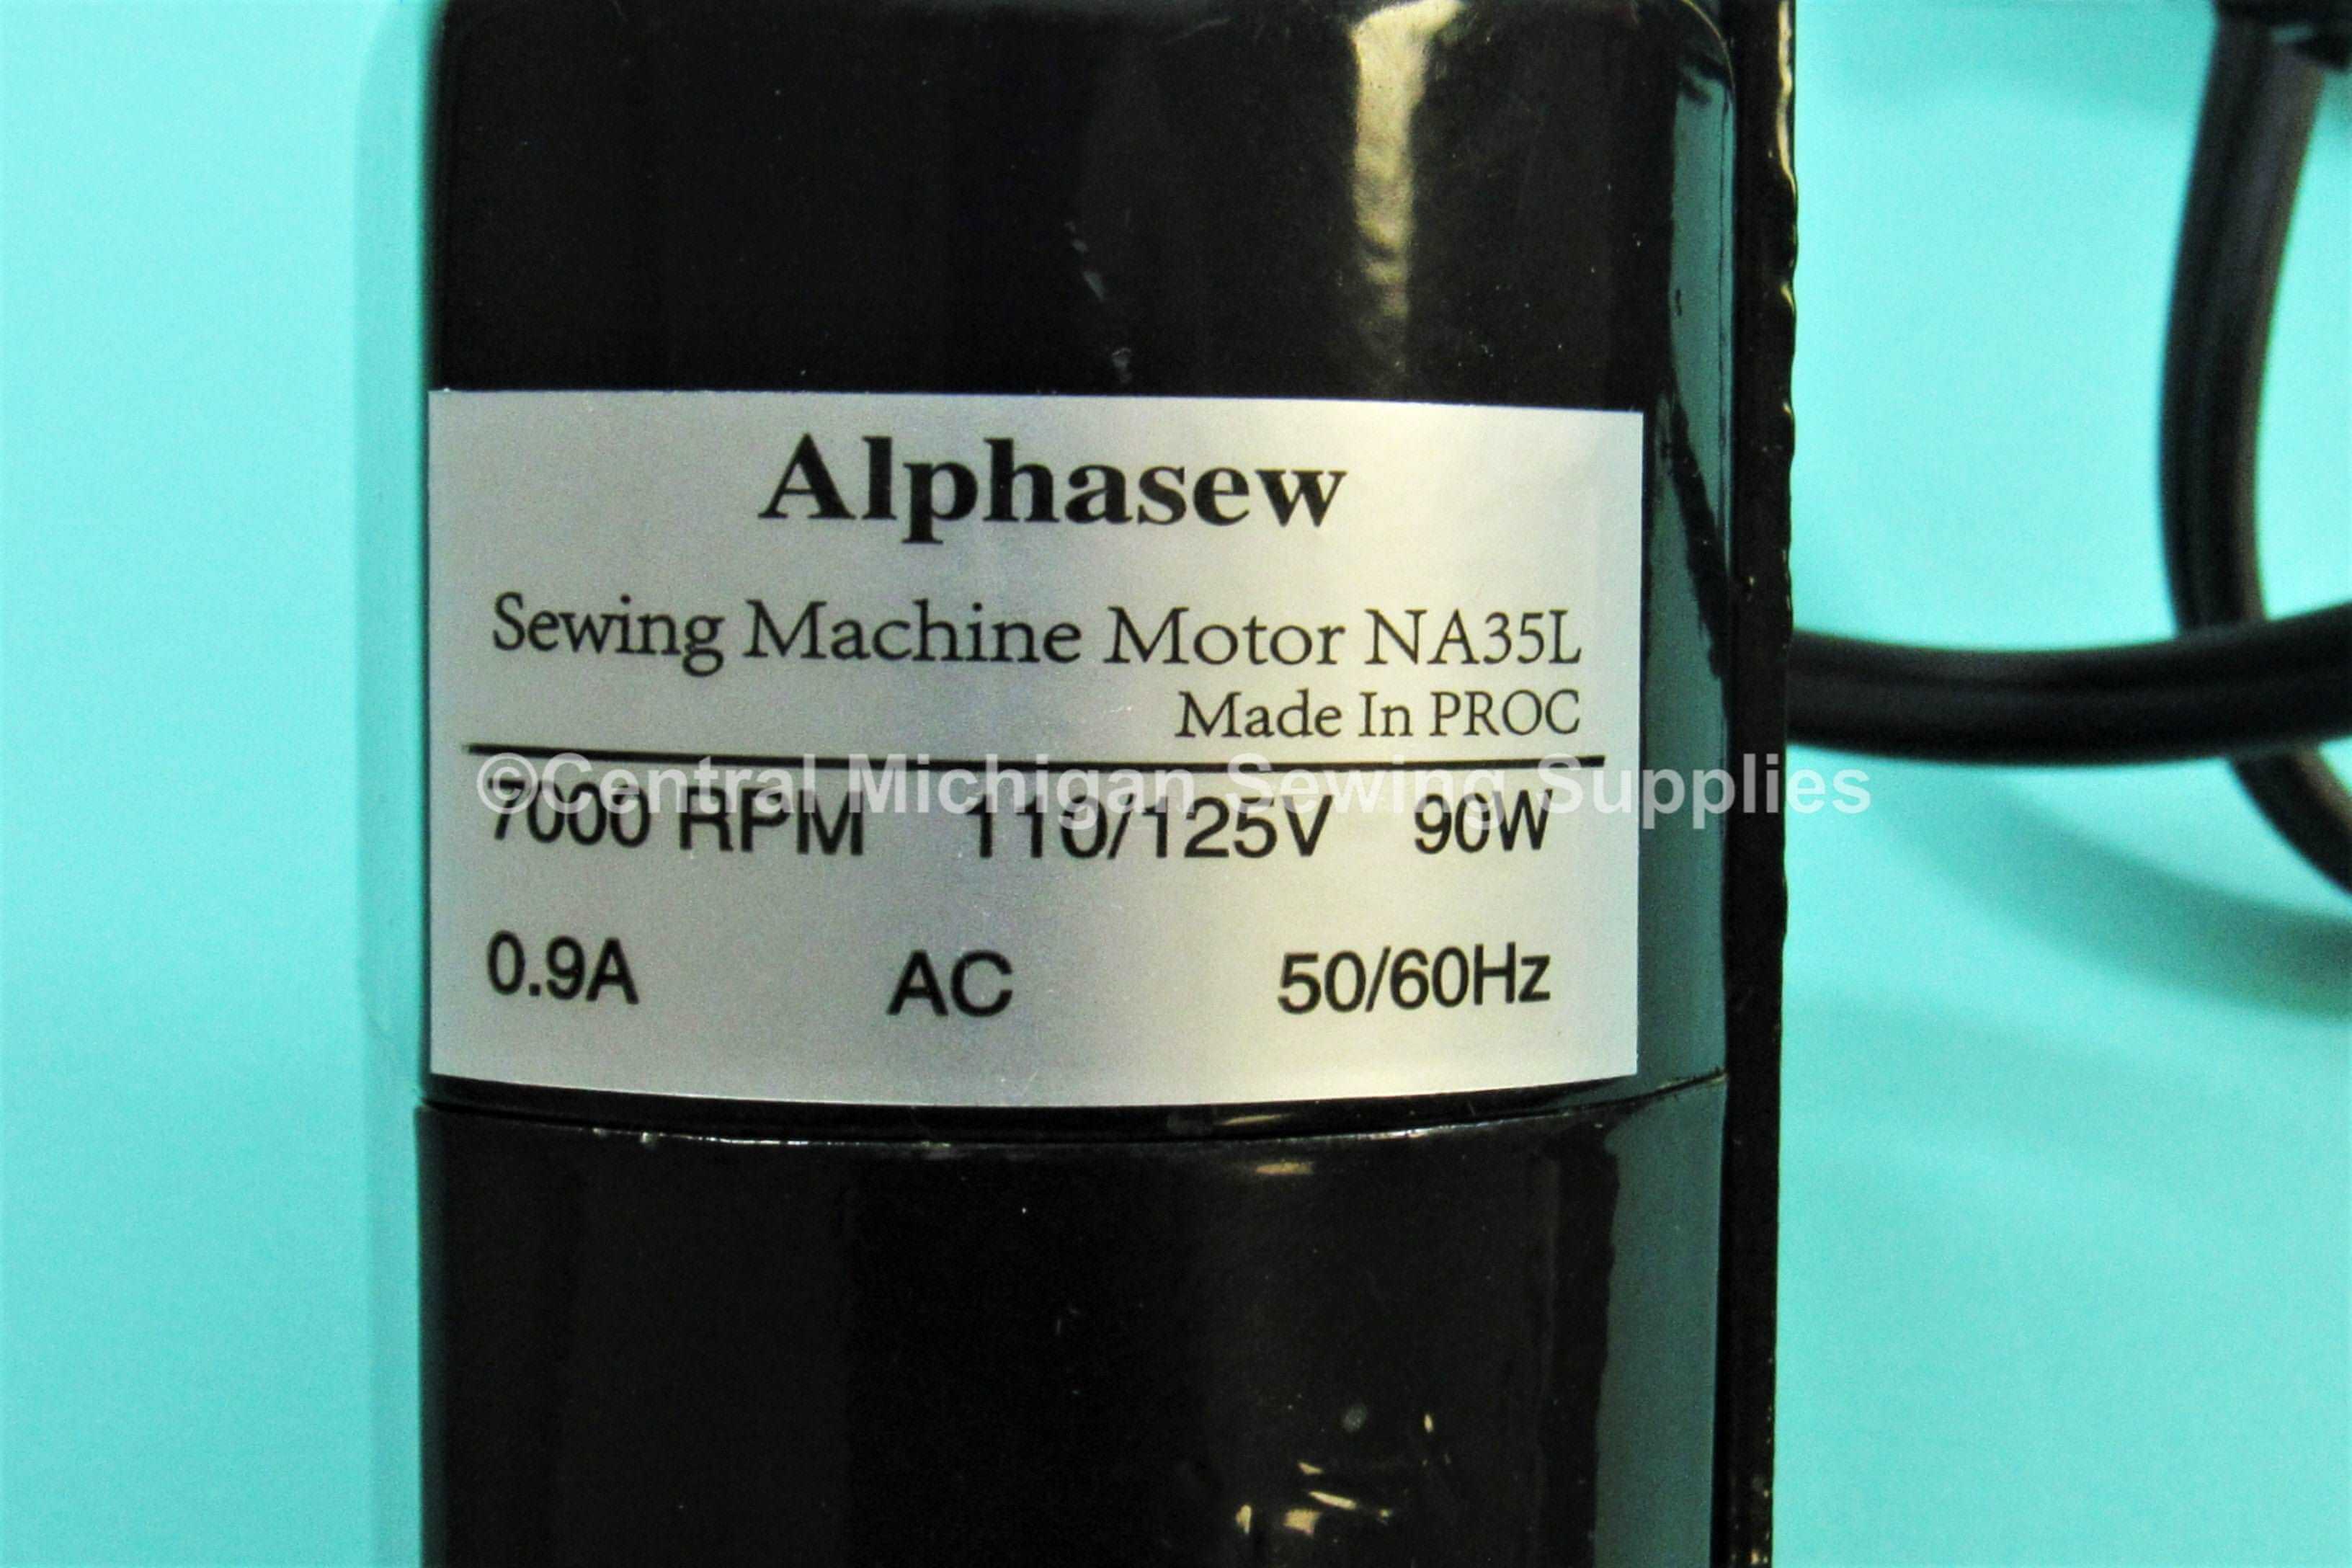 Alphasew
Sewing Machine Motor NA35L
Made In PROC
©Central Michigan Sewing Supplies
7000 RPM 110/125V 90W
0.9A AC 50/60Hz